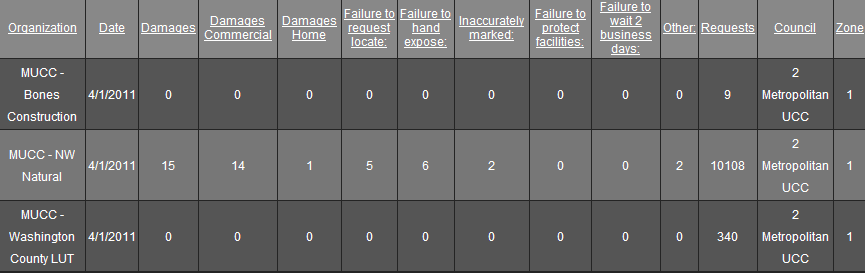 Organization Date Damages Damages Commercial Damages Home Failure to request locate: Failure to hand expose: Inaccurately marked: Failure to protect facilities: Failure to wait 2 business days: Other: Requests Council Zone
MUCC - Bones Construction 4/1/2011 0 0 0 0 0 0 0 0 0 9 2 Metropolitan UCC 1
MUCC - NW Natural 4/1/2011 15 14 1 5 6 2 0 0 2 10108 2 Metropolitan UCC 1
MUCC - Washington County LUT 4/1/2011 0 0 0 0 0 0 0 0 0 340 2 Metropolitan UCC 1